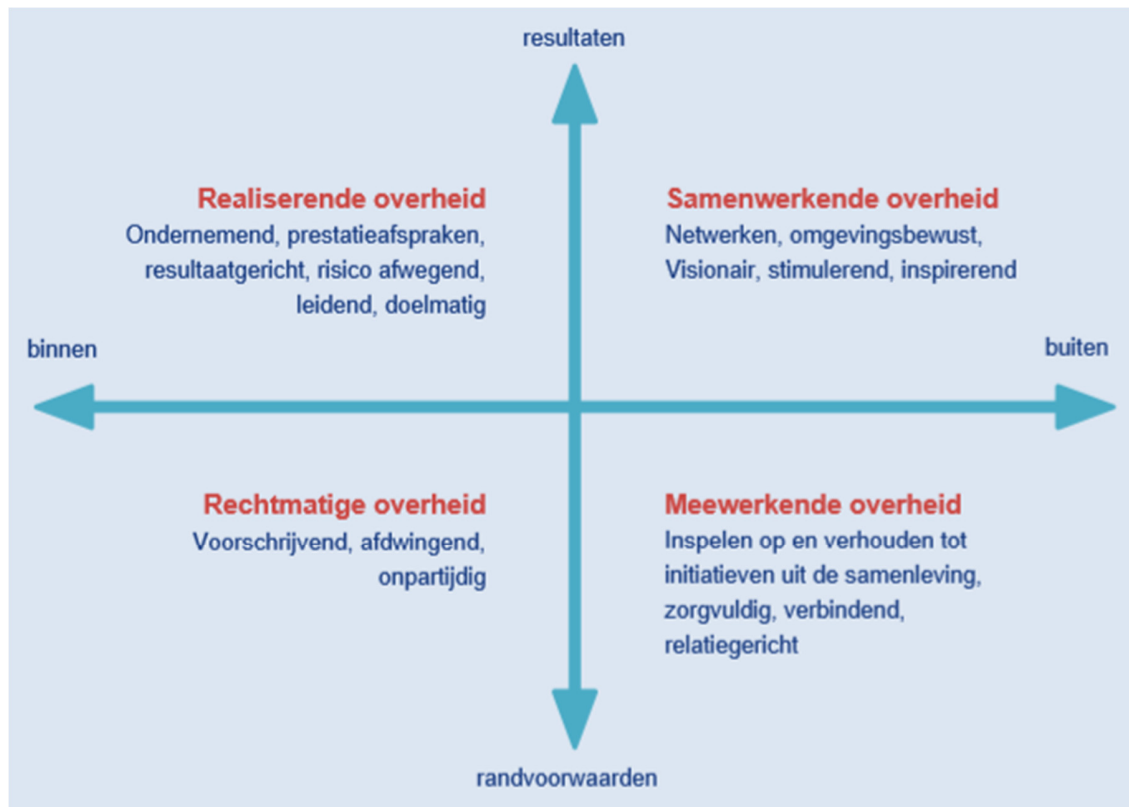 resultaten
Realiserende overheid
Ondernemend, prestatieafspraken,
resultaatgericht, risico afwegend,
leidend, doelmatig
Samenwerkende overheid
Netwerken, omgevingsbewust,
Visionair, stimulerend, inspirerend
binnen
buiten
Rechtmatige overheid
Voorschrijvend, afdwingend,
onpartijdig
Meewerkende overheid
Inspelen op en verhouden tot
initiatieven uit de samenleving,
zorgvuldig, verbindend,
relatiegericht
randvoorwaarden